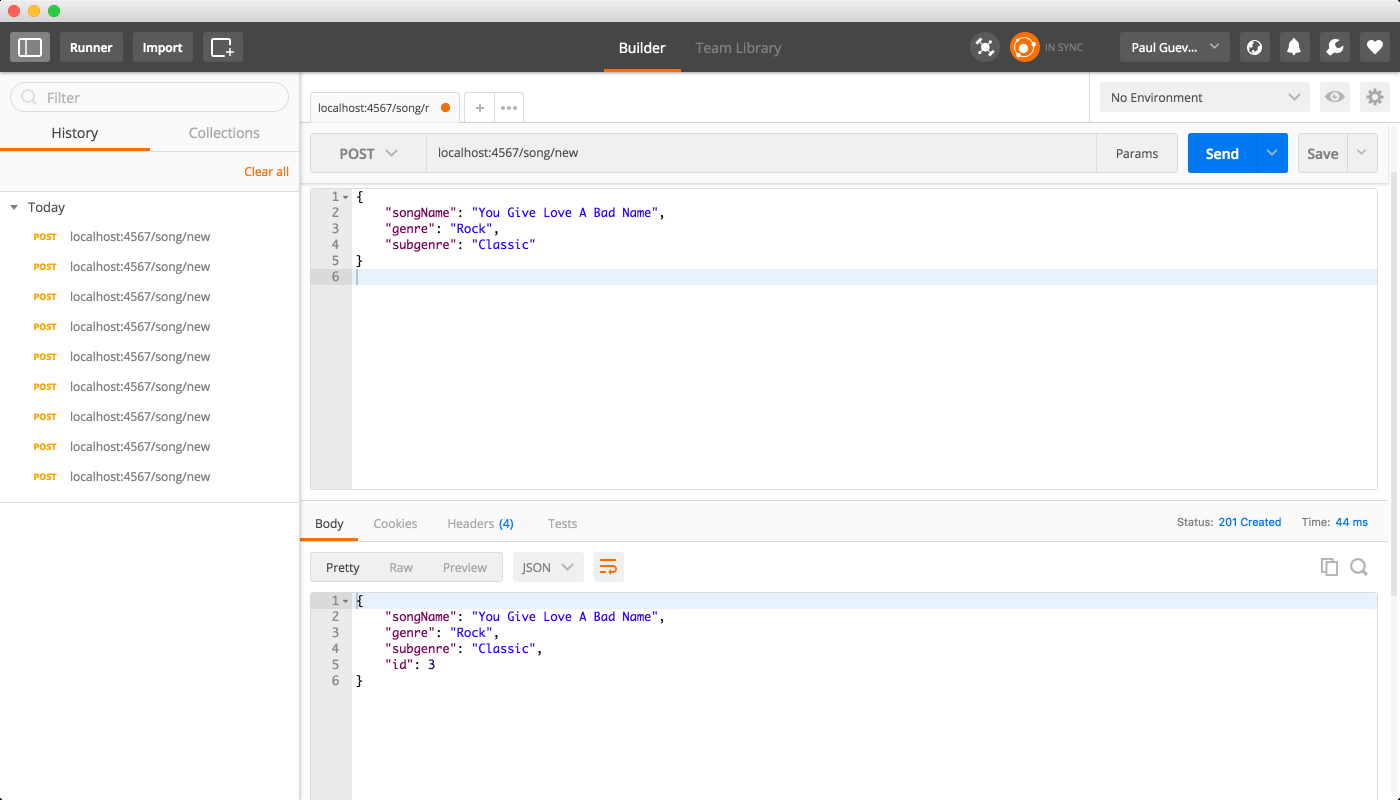 Runner Import Builder Team Library IN SYNC Paul Guev...
Filter
History Collections
Clear all
Today
POST localhost:4567/song/new
POST localhost:4567/song/new
POST localhost:4567/song/new
POST localhost:4567/song/new
POST localhost:4567/song/new
POST localhost:4567/song/new
POST localhost:4567/song/new
POST localhost:4567/song/new
POST localhost:4567/song/new
localhost:4567/song/r + ••• No Environment
POST localhost:4567/song/new Params Send Save
1 {
2 "songName": "You Give Love A Bad Name",
3 "genre": "Rock",
4 "subgenre": "Classic"
5 }
6
Body Cookies Headers (4) Tests Status: 201 Created Time: 44 ms
Pretty Raw Preview JSON
1 {
2 "songName": "You Give Love A Bad Name",
3 "genre": "Rock",
4 "subgenre": "Classic",
5 "id": 3
6 }